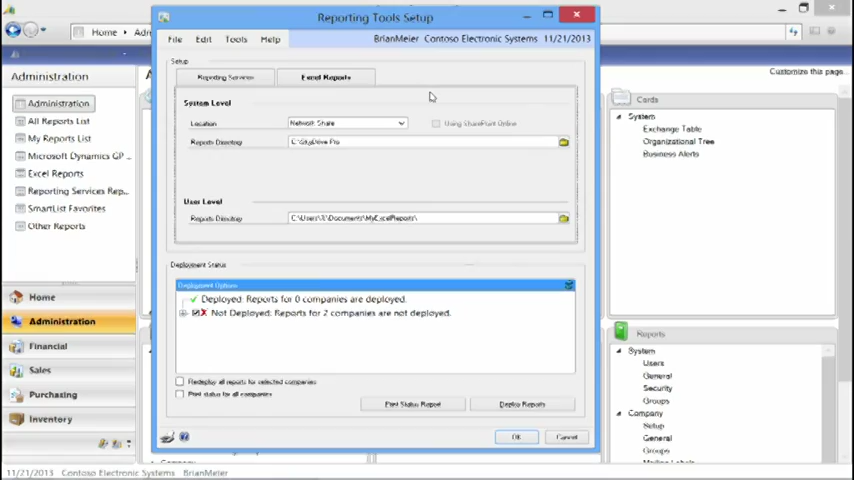 Reporting Tools Setup
File Edit Tools Help
BrianMeier Contoso Electronic Systems 11/21/2013
Home
Customize this page...
Setup
Reporting Services
Excel Reports
System Level
Location
Network Share
Using SharePoint Online
Reports Directory
C:\SkyDrive Pro
User Level
Reports Directory
Deployment Status
Deployment Options
Deployed: Reports for 0 companies are deployed.
Not Deployed: Reports for 2 companies are not deployed.
Redeploy all reports for selected companies
Print status for all companies
Print Status Report
Deploy Reports
OK
Cancel
Administration
Administration
All Reports List
My Reports List
Microsoft Dynamics GP ...
Excel Reports
Reporting Services Rep...
SmartList Favorites
Other Reports
Home
Administration
Financial
Sales
Purchasing
Inventory
Cards
System
Exchange Table
Organizational Tree
Business Alerts
Reports
System
Users
General
Security
Groups
Company
Setup
General
Groups
Mailing Labels
11/21/2013 Contoso Electronic Systems BrianMeier